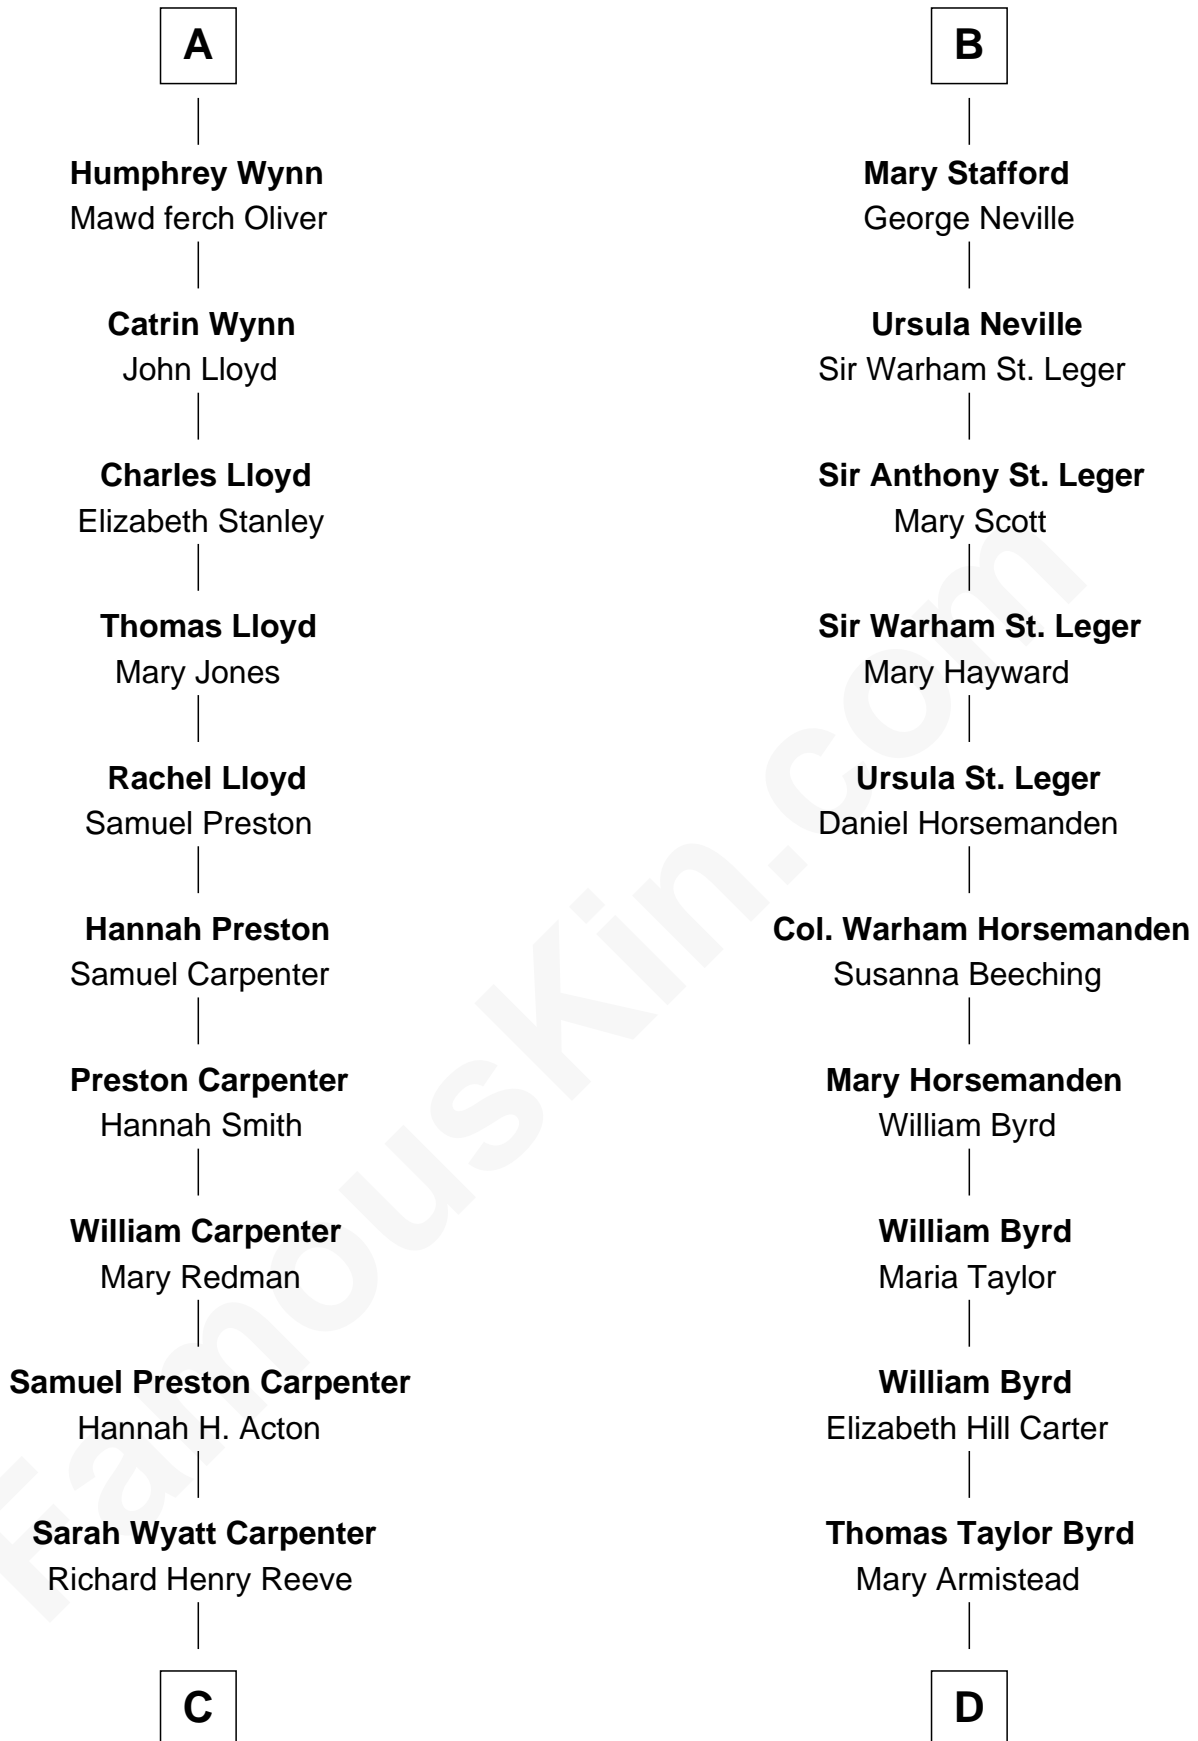 A
Humphrey Wynn
Mawd ferch Oliver
Catrin Wynn
John Lloyd
Charles Lloyd
Elizabeth Stanley
Thomas Lloyd
Mary Jones
Rachel Lloyd
Samuel Preston
Hannah Preston
Samuel Carpenter
Preston Carpenter
Hannah Smith
William Carpenter
Mary Redman
Samuel Preston Carpenter
Hannah H. Acton
Sarah Wyatt Carpenter
Richard Henry Reeve
C
B
Mary Stafford
George Neville
Ursula Neville
Sir Warham St. Leger
Sir Anthony St. Leger
Mary Scott
Sir Warham St. Leger
Mary Hayward
Ursula St. Leger
Daniel Horsemanden
Col. Warham Horsemanden
Susanna Beeching
Mary Horsemanden
William Byrd
William Byrd
Maria Taylor
William Byrd
Elizabeth Hill Carter
Thomas Taylor Byrd
Mary Armistead
D
FamousKin.com